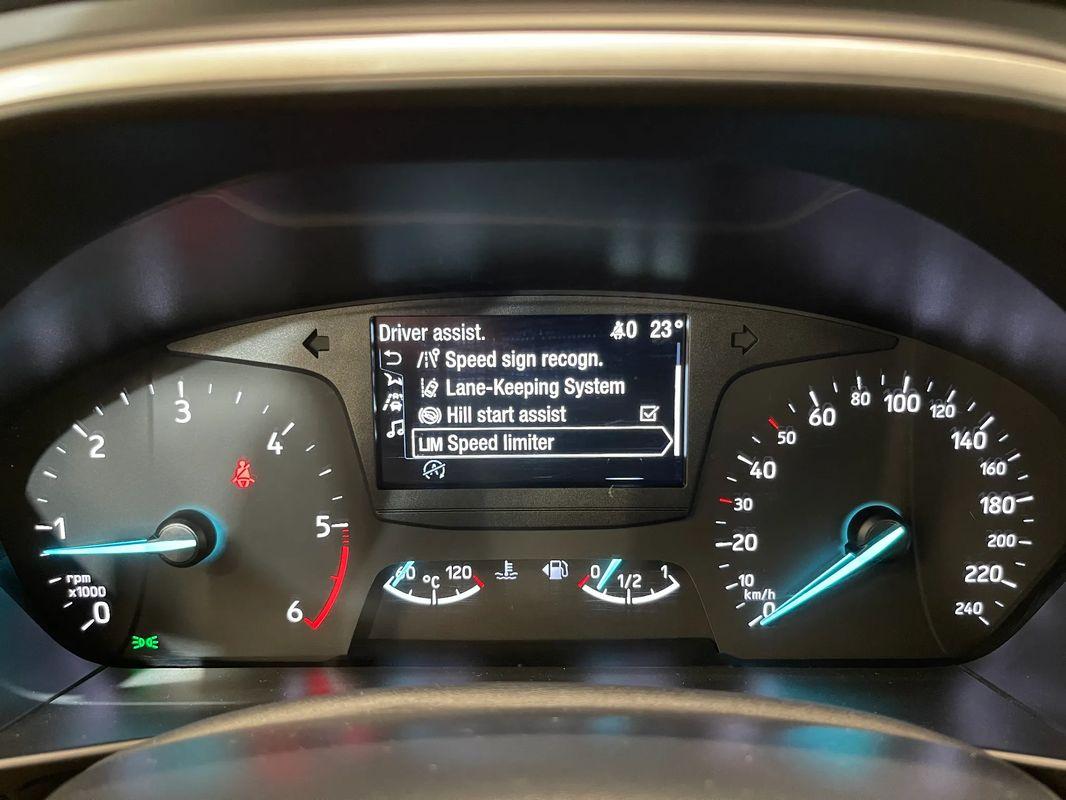 Driver assist. 0 23°
Speed sign recogn.
Lane-Keeping System
Hill start assist
LIM Speed limiter
0
1
2
3
4
5
6
rpm
x1000
60 °C 120
0 1/2 1
0
10
20
30
40
50
60
80
100
120
140
160
180
200
220
240
km/h